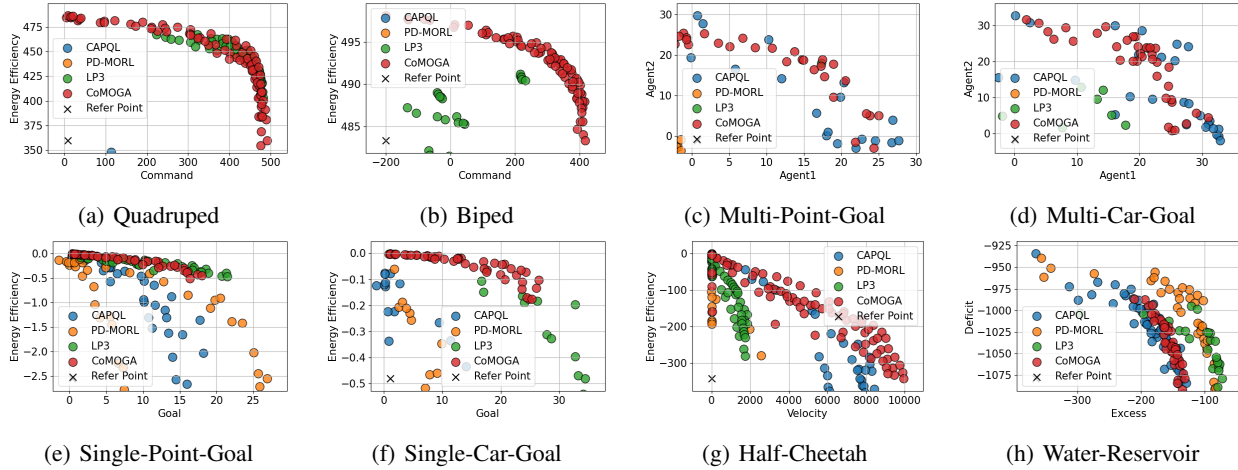 Energy Efficiency
475
450
425
400
375
350
CAPQL
PD-MORL
LP3
CoMOGA
Refer Point
0
100
200
300
400
500
Command
(a) Quadruped
Energy Efficiency
495
490
485
CAPQL
PD-MORL
LP3
CoMOGA
Refer Point
−200
0
200
400
Command
(b) Biped
Agent2
30
20
10
0
CAPQL
PD-MORL
LP3
CoMOGA
Refer Point
0
5
10
15
20
25
30
Agent1
(c) Multi-Point-Goal
Agent2
30
20
10
0
CAPQL
PD-MORL
LP3
CoMOGA
Refer Point
0
10
20
30
Agent1
(d) Multi-Car-Goal
Energy Efficiency
0.0
−0.5
−1.0
−1.5
−2.0
−2.5
CAPQL
PD-MORL
LP3
CoMOGA
Refer Point
0
5
10
15
20
25
Goal
(e) Single-Point-Goal
Energy Efficiency
0.0
−0.1
−0.2
−0.3
−0.4
−0.5
CAPQL
PD-MORL
LP3
CoMOGA
Refer Point
0
10
20
30
Goal
(f) Single-Car-Goal
Energy Efficiency
0
−100
−200
−300
CAPQL
PD-MORL
LP3
CoMOGA
Refer Point
0
2000
4000
6000
8000
10000
Velocity
(g) Half-Cheetah
Deficit
−925
−950
−975
−1000
−1025
−1050
−1075
CAPQL
PD-MORL
LP3
CoMOGA
Refer Point
−300
−200
−100
Excess
(h) Water-Reservoir